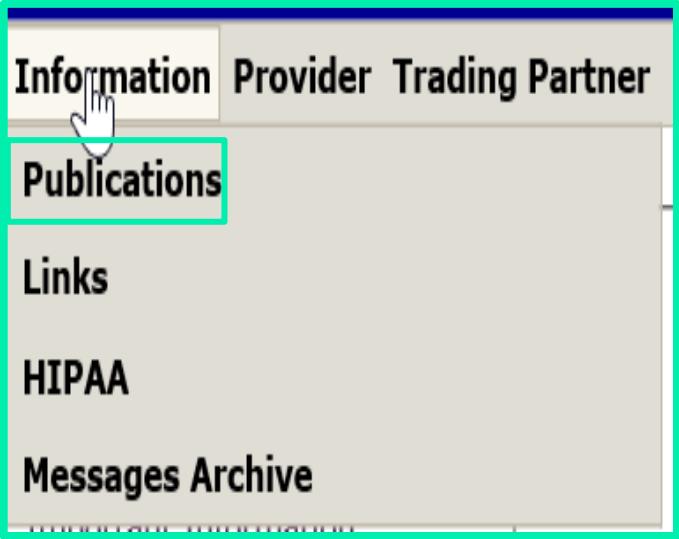 Information Provider Trading Partner
Publications
Links
HIPAA
Messages Archive